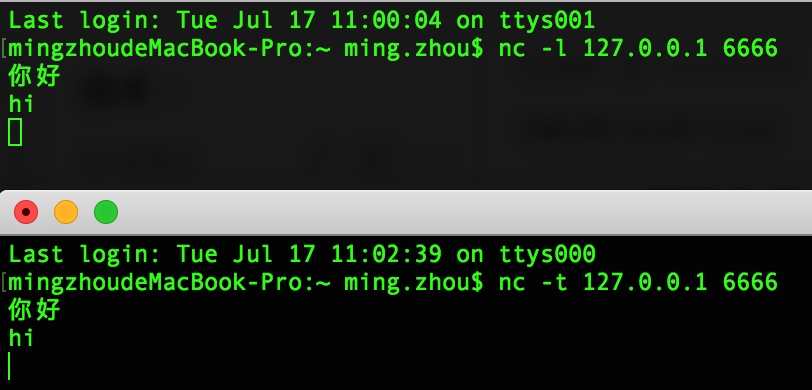 Last login: Tue Jul 17 11:00:04 on ttys001
[mingzhoudeMacBook-Pro:~ ming.zhou$ nc -l 127.0.0.1 6666
你好
hi
Last login: Tue Jul 17 11:02:39 on ttys000
[mingzhoudeMacBook-Pro:~ ming.zhou$ nc -t 127.0.0.1 6666
你好
hi